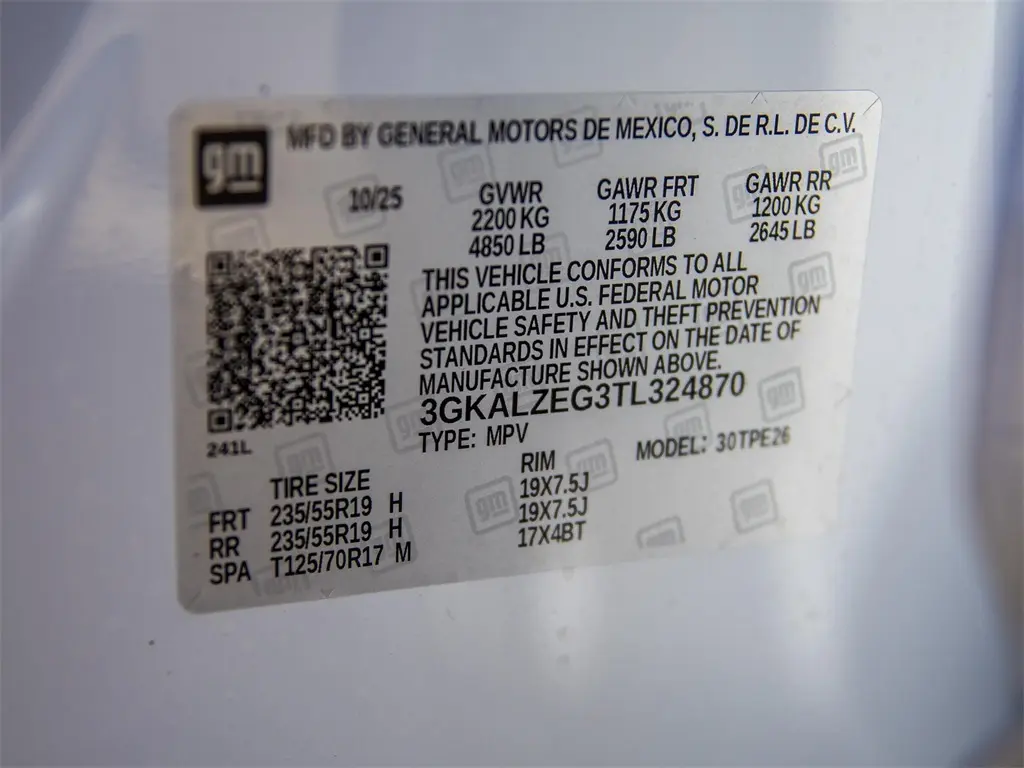 gm
MFD BY GENERAL MOTORS DE MEXICO, S. DE R.L. DE C.V.
10/25 GVWR GAWR FRT GAWR RR
2200 KG 1175 KG 1200 KG
4850 LB 2590 LB 2645 LB
THIS VEHICLE CONFORMS TO ALL
APPLICABLE U.S. FEDERAL MOTOR
VEHICLE SAFETY AND THEFT PREVENTION
STANDARDS IN EFFECT ON THE DATE OF
MANUFACTURE SHOWN ABOVE.
3GKALZEG3TL324870
241L
TYPE: MPV MODEL: 30TPE26
TIRE SIZE RIM
FRT 235/55R19 H 19X7.5J
RR 235/55R19 H 19X7.5J
SPA T125/70R17 M 17X4BT